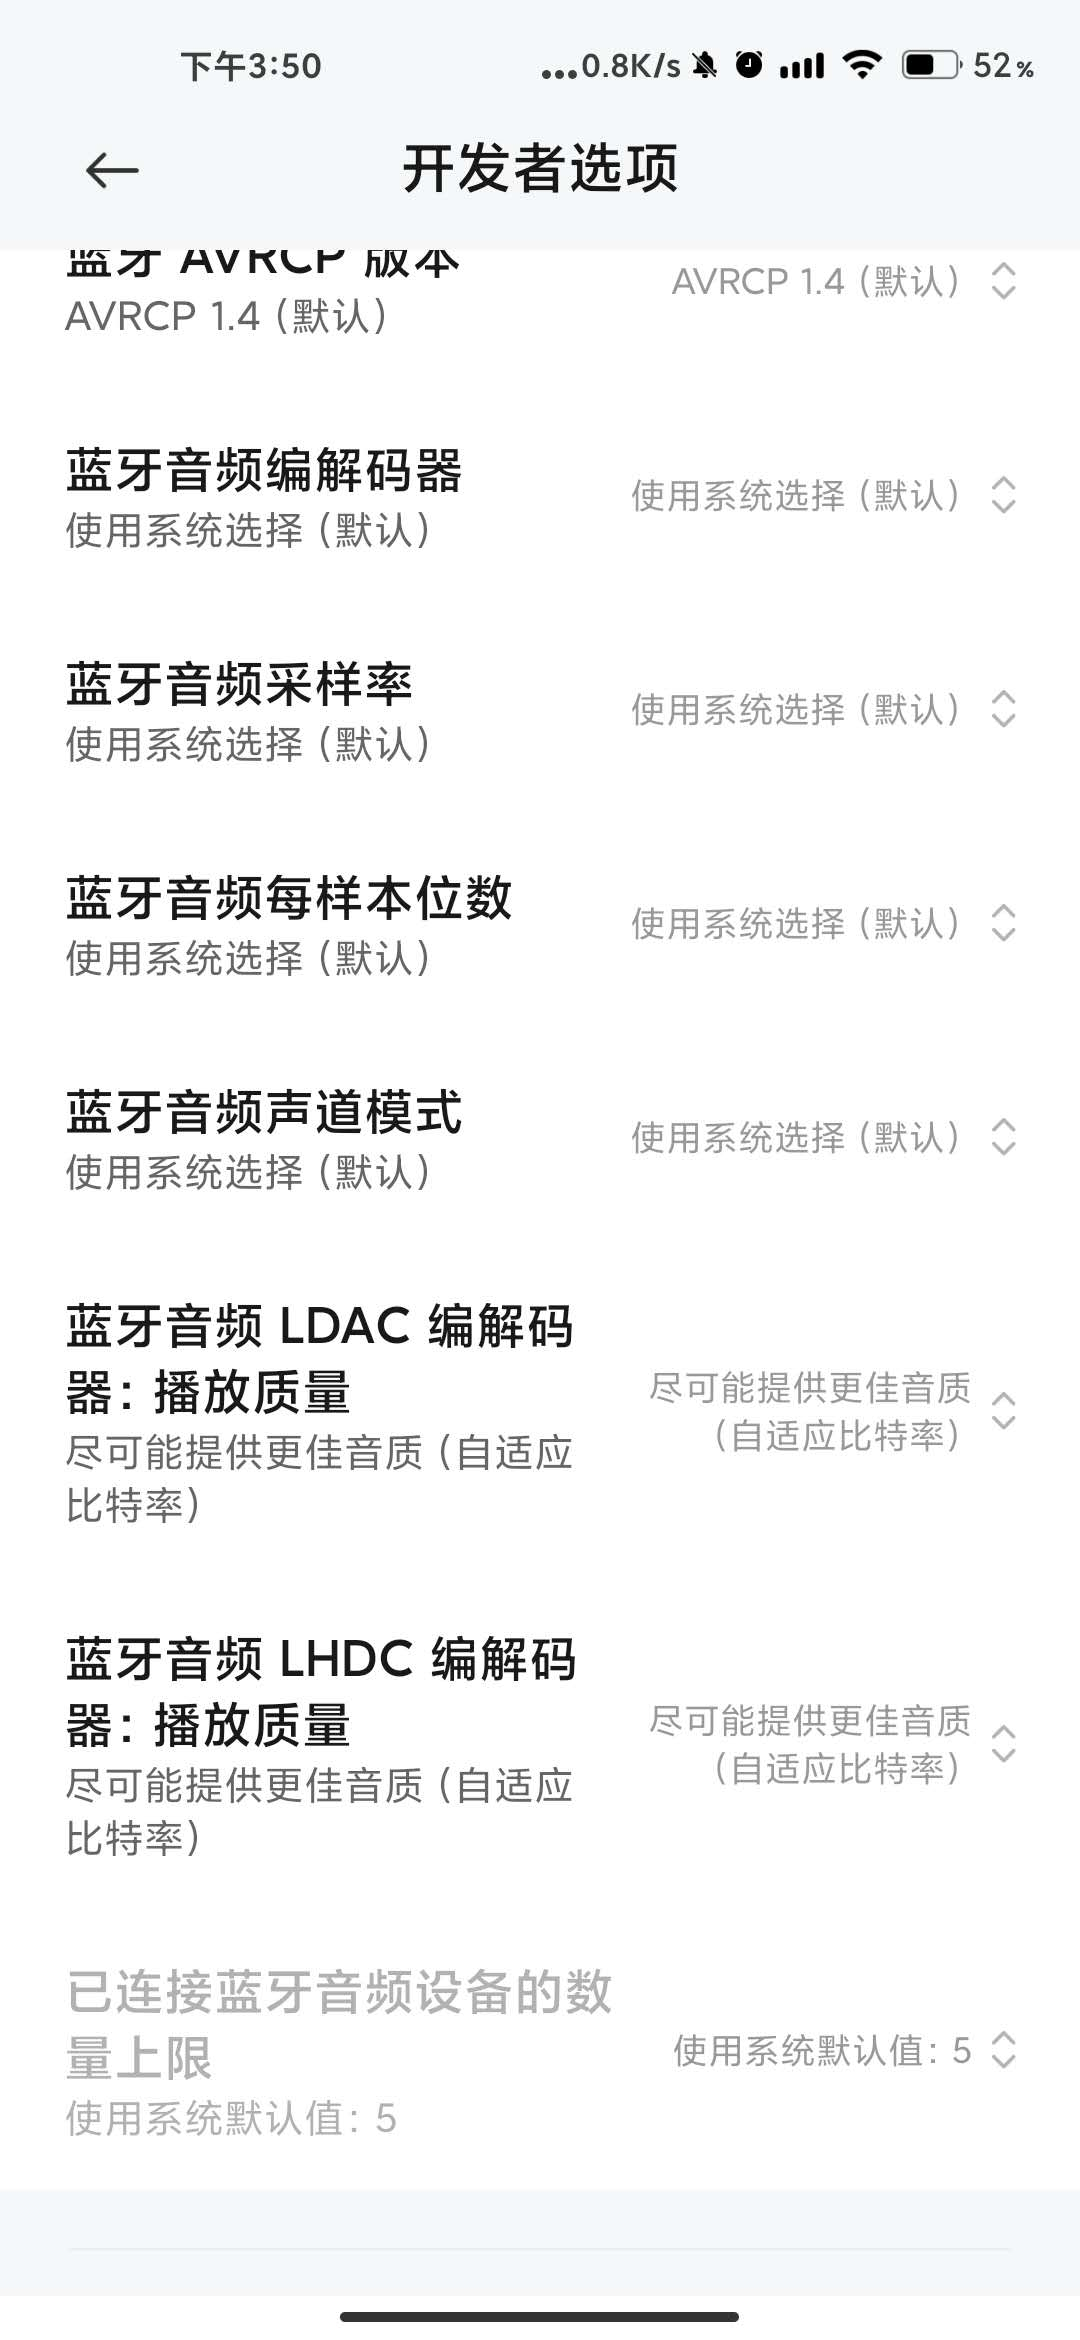 下午3:50
...0.8K/s
52%
开发者选项
蓝牙 AVRCP 版本
AVRCP 1.4（默认）
AVRCP 1.4（默认）
蓝牙音频编解码器
使用系统选择（默认）
使用系统选择（默认）
蓝牙音频采样率
使用系统选择（默认）
使用系统选择（默认）
蓝牙音频每样本位数
使用系统选择（默认）
使用系统选择（默认）
蓝牙音频声道模式
使用系统选择（默认）
使用系统选择（默认）
蓝牙音频 LDAC 编解码
器：播放质量
尽可能提供更佳音质（自适应
比特率）
尽可能提供更佳音质
（自适应比特率）
蓝牙音频 LHDC 编解码
器：播放质量
尽可能提供更佳音质（自适应
比特率）
尽可能提供更佳音质
（自适应比特率）
已连接蓝牙音频设备的数
量上限
使用系统默认值：5
使用系统默认值：5